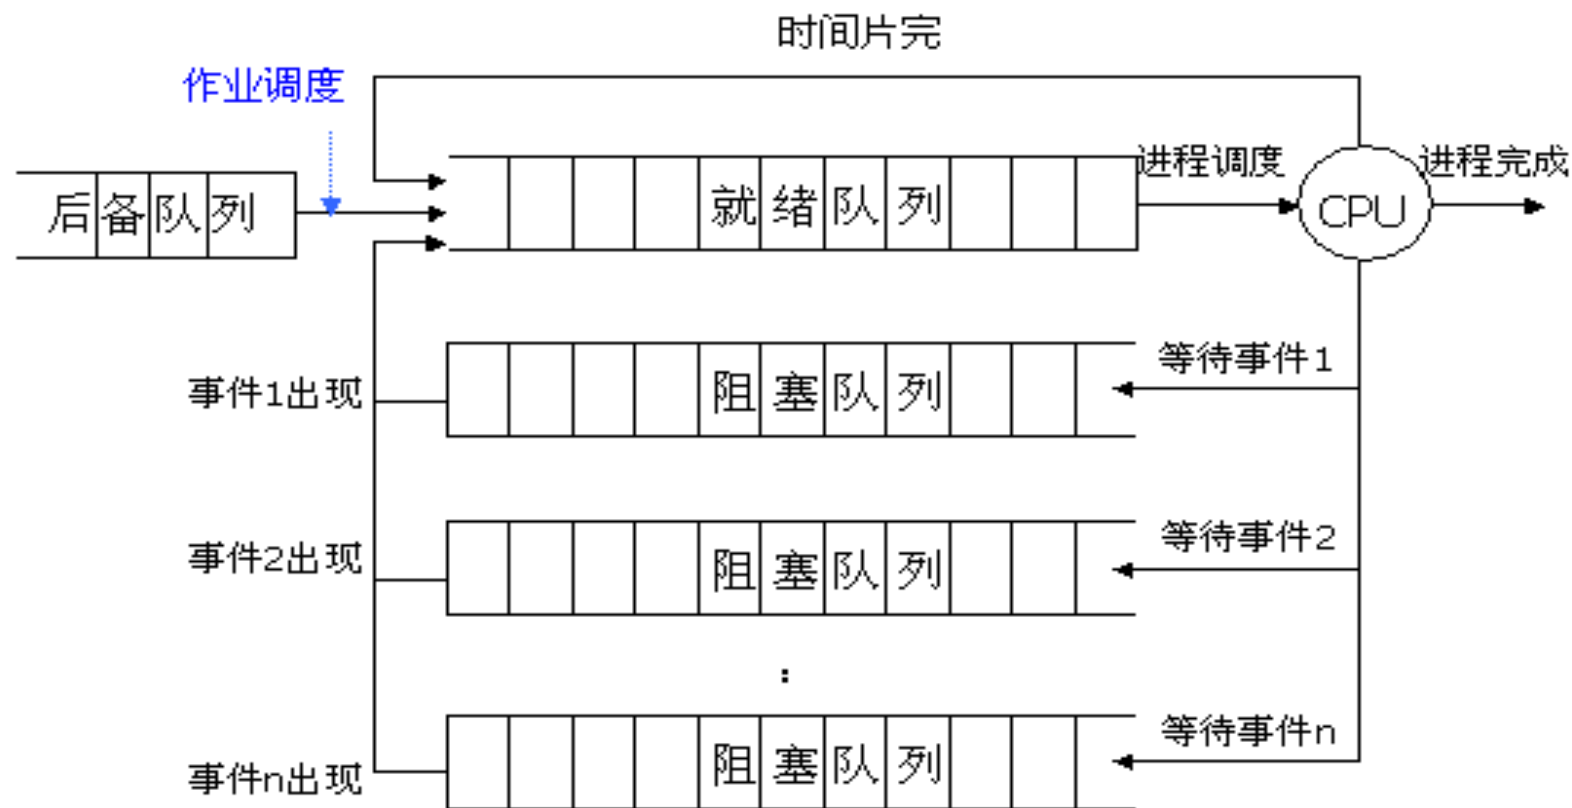 时间片完
作业调度
进程调度
进程完成
后备队列
就绪队列
CPU
等待事件1
事件1出现
阻塞队列
等待事件2
事件2出现
阻塞队列
:
等待事件n
事件n出现
阻塞队列